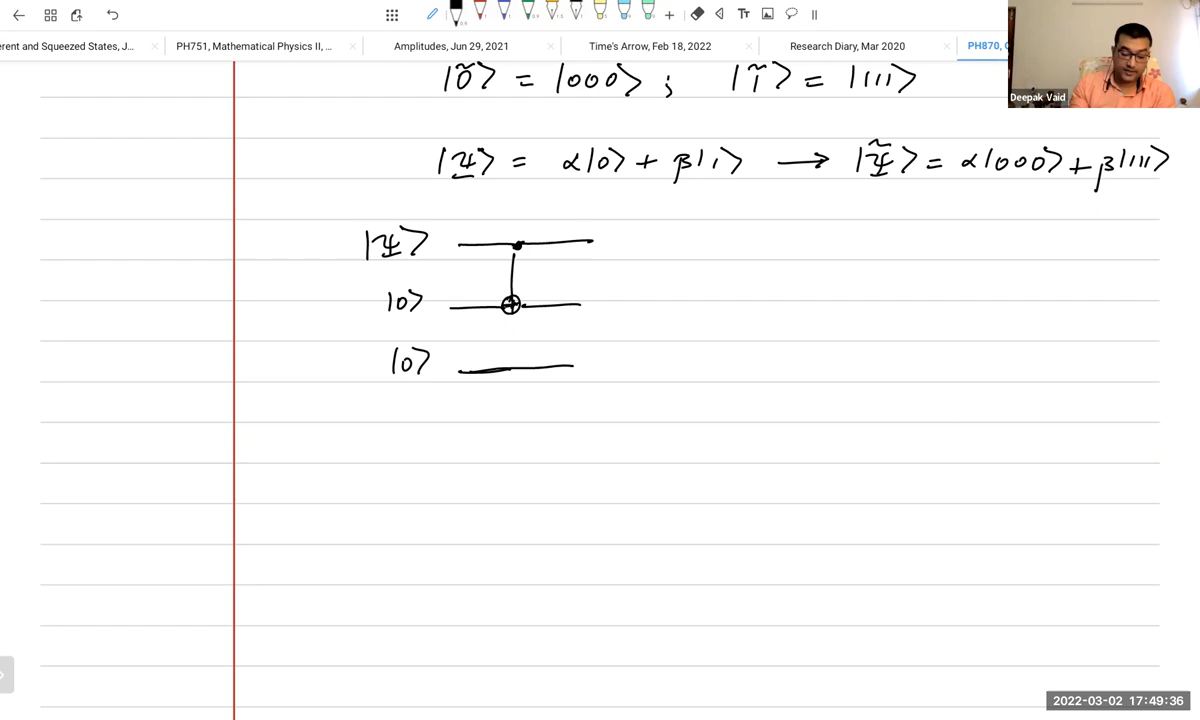 erent and Squeezed States, J... PH751, Mathematical Physics II, ... Amplitudes, Jun 29, 2021 Time's Arrow, Feb 18, 2022 Research Diary, Mar 2020 PH870,
|0̃⟩ = |000⟩ ; |1̃⟩ = |111⟩
Deepak Vaid
|Ψ⟩ = α|0⟩ + β|1⟩ → |Ψ̃⟩ = α|000⟩ + β|111⟩
|Ψ⟩
|0⟩
|0⟩
2022-03-02 17:49:36